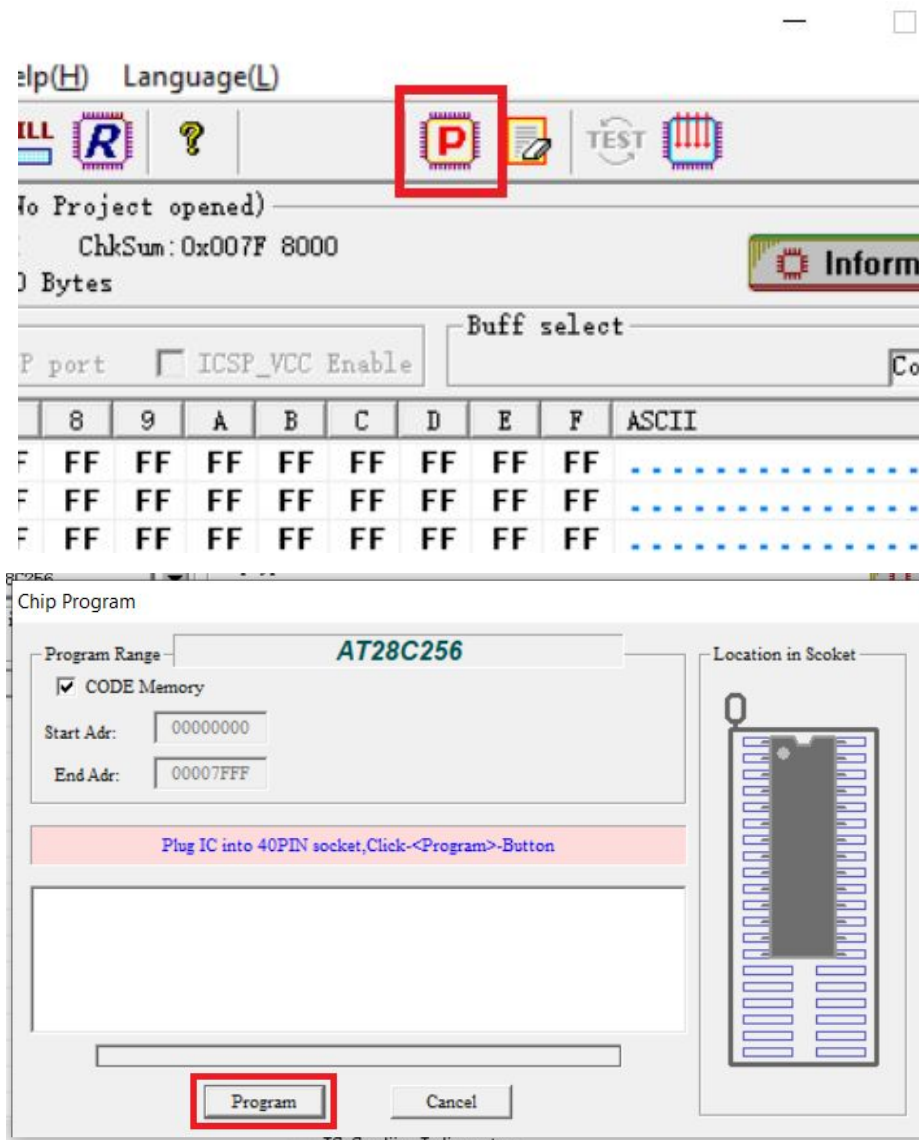 elp(H) Language(L)
ILL R ? P TEST
No Project opened)
ChkSum:0x007F 8000
0 Bytes
Inform
Buff select
P port ICSP_VCC Enable
Co
8 9 A B C D E F ASCII
F FF FF FF FF FF FF FF FF ..............
F FF FF FF FF FF FF FF FF ..............
F FF FF FF FF FF FF FF FF ..............
Chip Program
Program Range
AT28C256
Location in Scoket
CODE Memory
Start Adr: 00000000
End Adr: 00007FFF
Plug IC into 40PIN socket,Click-<Program>-Button
Program Cancel